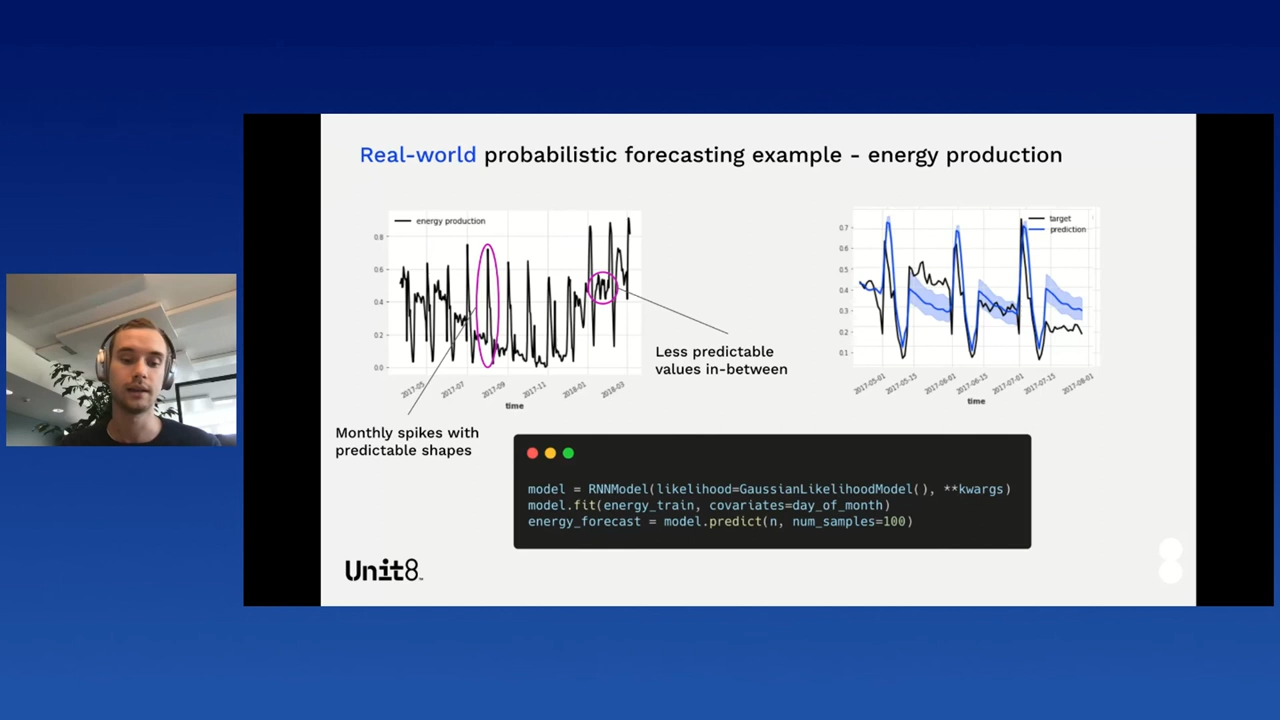 Real-world probabilistic forecasting example - energy production
energy production
0.8
0.6
0.4
0.2
0.0
2017-05
2017-07
2017-09
2017-11
2018-01
2018-03
time
Monthly spikes with
predictable shapes
Less predictable
values in-between
target
prediction
0.7
0.6
0.5
0.4
0.3
0.2
0.1
2017-05-01
2017-05-15
2017-06-01
2017-06-15
2017-07-01
2017-07-15
2017-08-01
time
model = RNNModel(likelihood=GaussianLikelihoodModel(), **kwargs)
model.fit(energy_train, covariates=day_of_month)
energy_forecast = model.predict(n, num_samples=100)
Unit8™